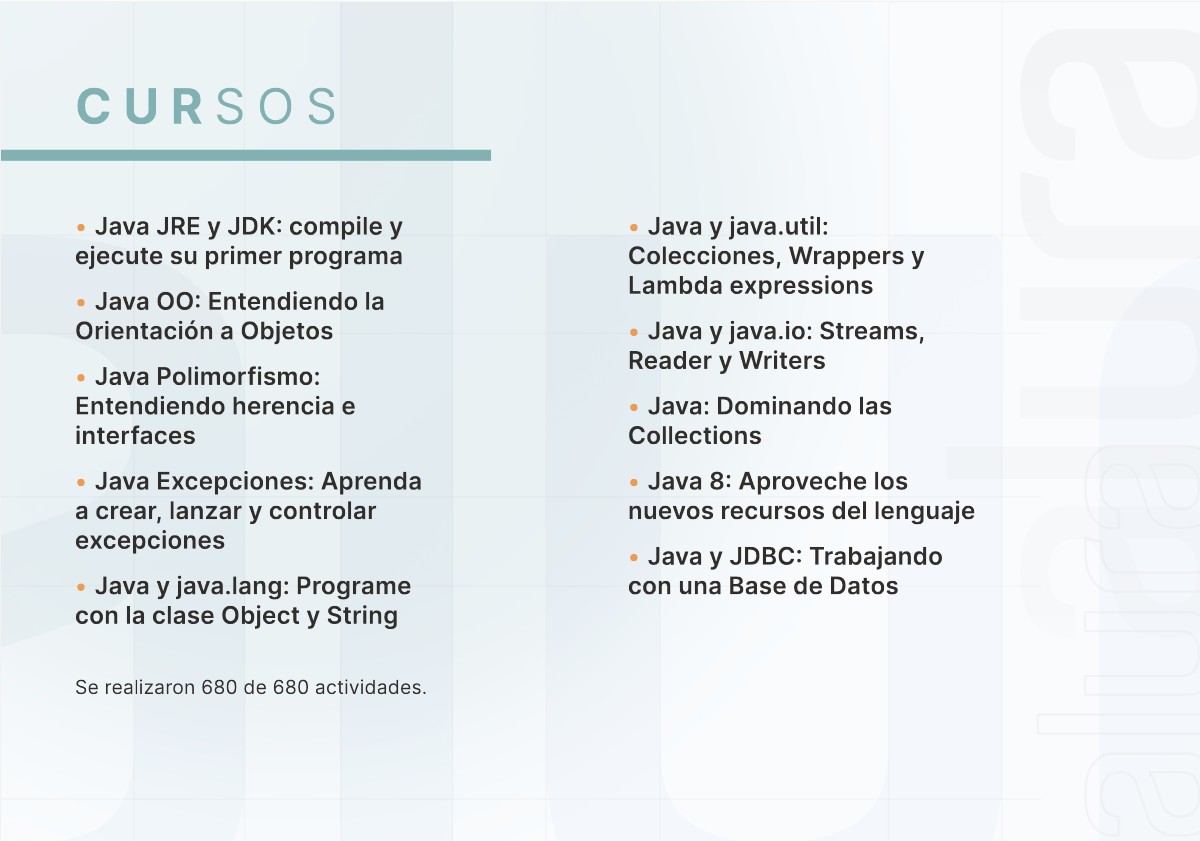 CURSOS
• Java JRE y JDK: compile y
ejecute su primer programa
• Java OO: Entendiendo la
Orientación a Objetos
• Java Polimorfismo:
Entendiendo herencia e
interfaces
• Java Excepciones: Aprenda
a crear, lanzar y controlar
excepciones
• Java y java.lang: Programe
con la clase Object y String
• Java y java.util:
Colecciones, Wrappers y
Lambda expressions
• Java y java.io: Streams,
Reader y Writers
• Java: Dominando las
Collections
• Java 8: Aproveche los
nuevos recursos del lenguaje
• Java y JDBC: Trabajando
con una Base de Datos
Se realizaron 680 de 680 actividades.
alura
alura